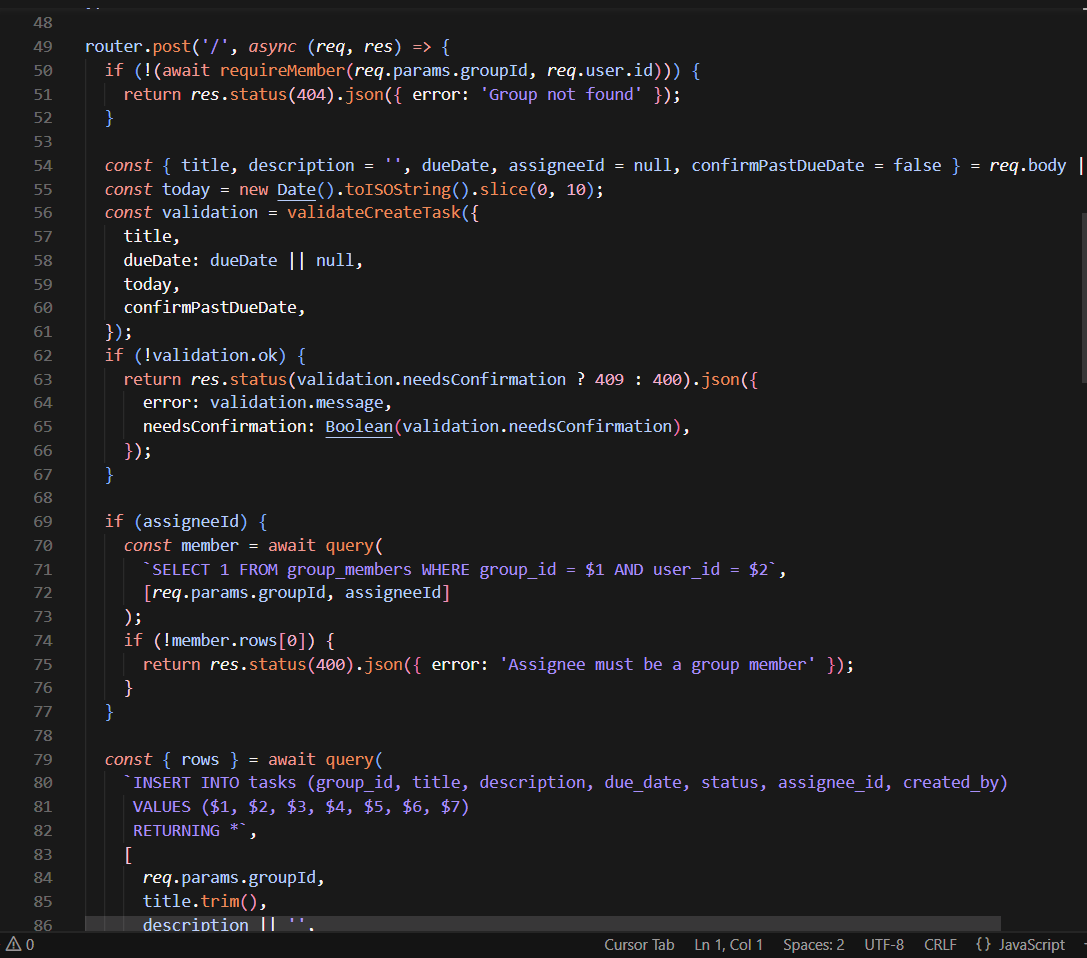 48
49 router.post('/', async (req, res) => {
50   if (!(await requireMember(req.params.groupId, req.user.id))) {
51     return res.status(404).json({ error: 'Group not found' });
52   }
53
54   const { title, description = '', dueDate, assigneeId = null, confirmPastDueDate = false } = req.body |
55   const today = new Date().toISOString().slice(0, 10);
56   const validation = validateCreateTask({
57     title,
58     dueDate: dueDate || null,
59     today,
60     confirmPastDueDate,
61   });
62   if (!validation.ok) {
63     return res.status(validation.needsConfirmation ? 409 : 400).json({
64       error: validation.message,
65       needsConfirmation: Boolean(validation.needsConfirmation),
66     });
67   }
68
69   if (assigneeId) {
70     const member = await query(
71       `SELECT 1 FROM group_members WHERE group_id = $1 AND user_id = $2`,
72       [req.params.groupId, assigneeId]
73     );
74     if (!member.rows[0]) {
75       return res.status(400).json({ error: 'Assignee must be a group member' });
76     }
77   }
78
79   const { rows } = await query(
80     `INSERT INTO tasks (group_id, title, description, due_date, status, assignee_id, created_by)
81      VALUES ($1, $2, $3, $4, $5, $6, $7)
82      RETURNING *`,
83     [
84       req.params.groupId,
85       title.trim(),
86       description || '',
0 Cursor Tab Ln 1, Col 1 Spaces: 2 UTF-8 CRLF {} JavaScript